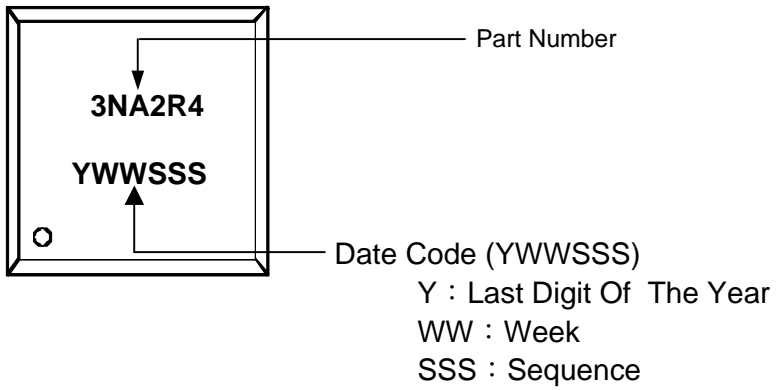 Part Number
3NA2R4
YWWSSS
Date Code (YWWSSS)
Y：Last Digit Of The Year
WW：Week
SSS：Sequence